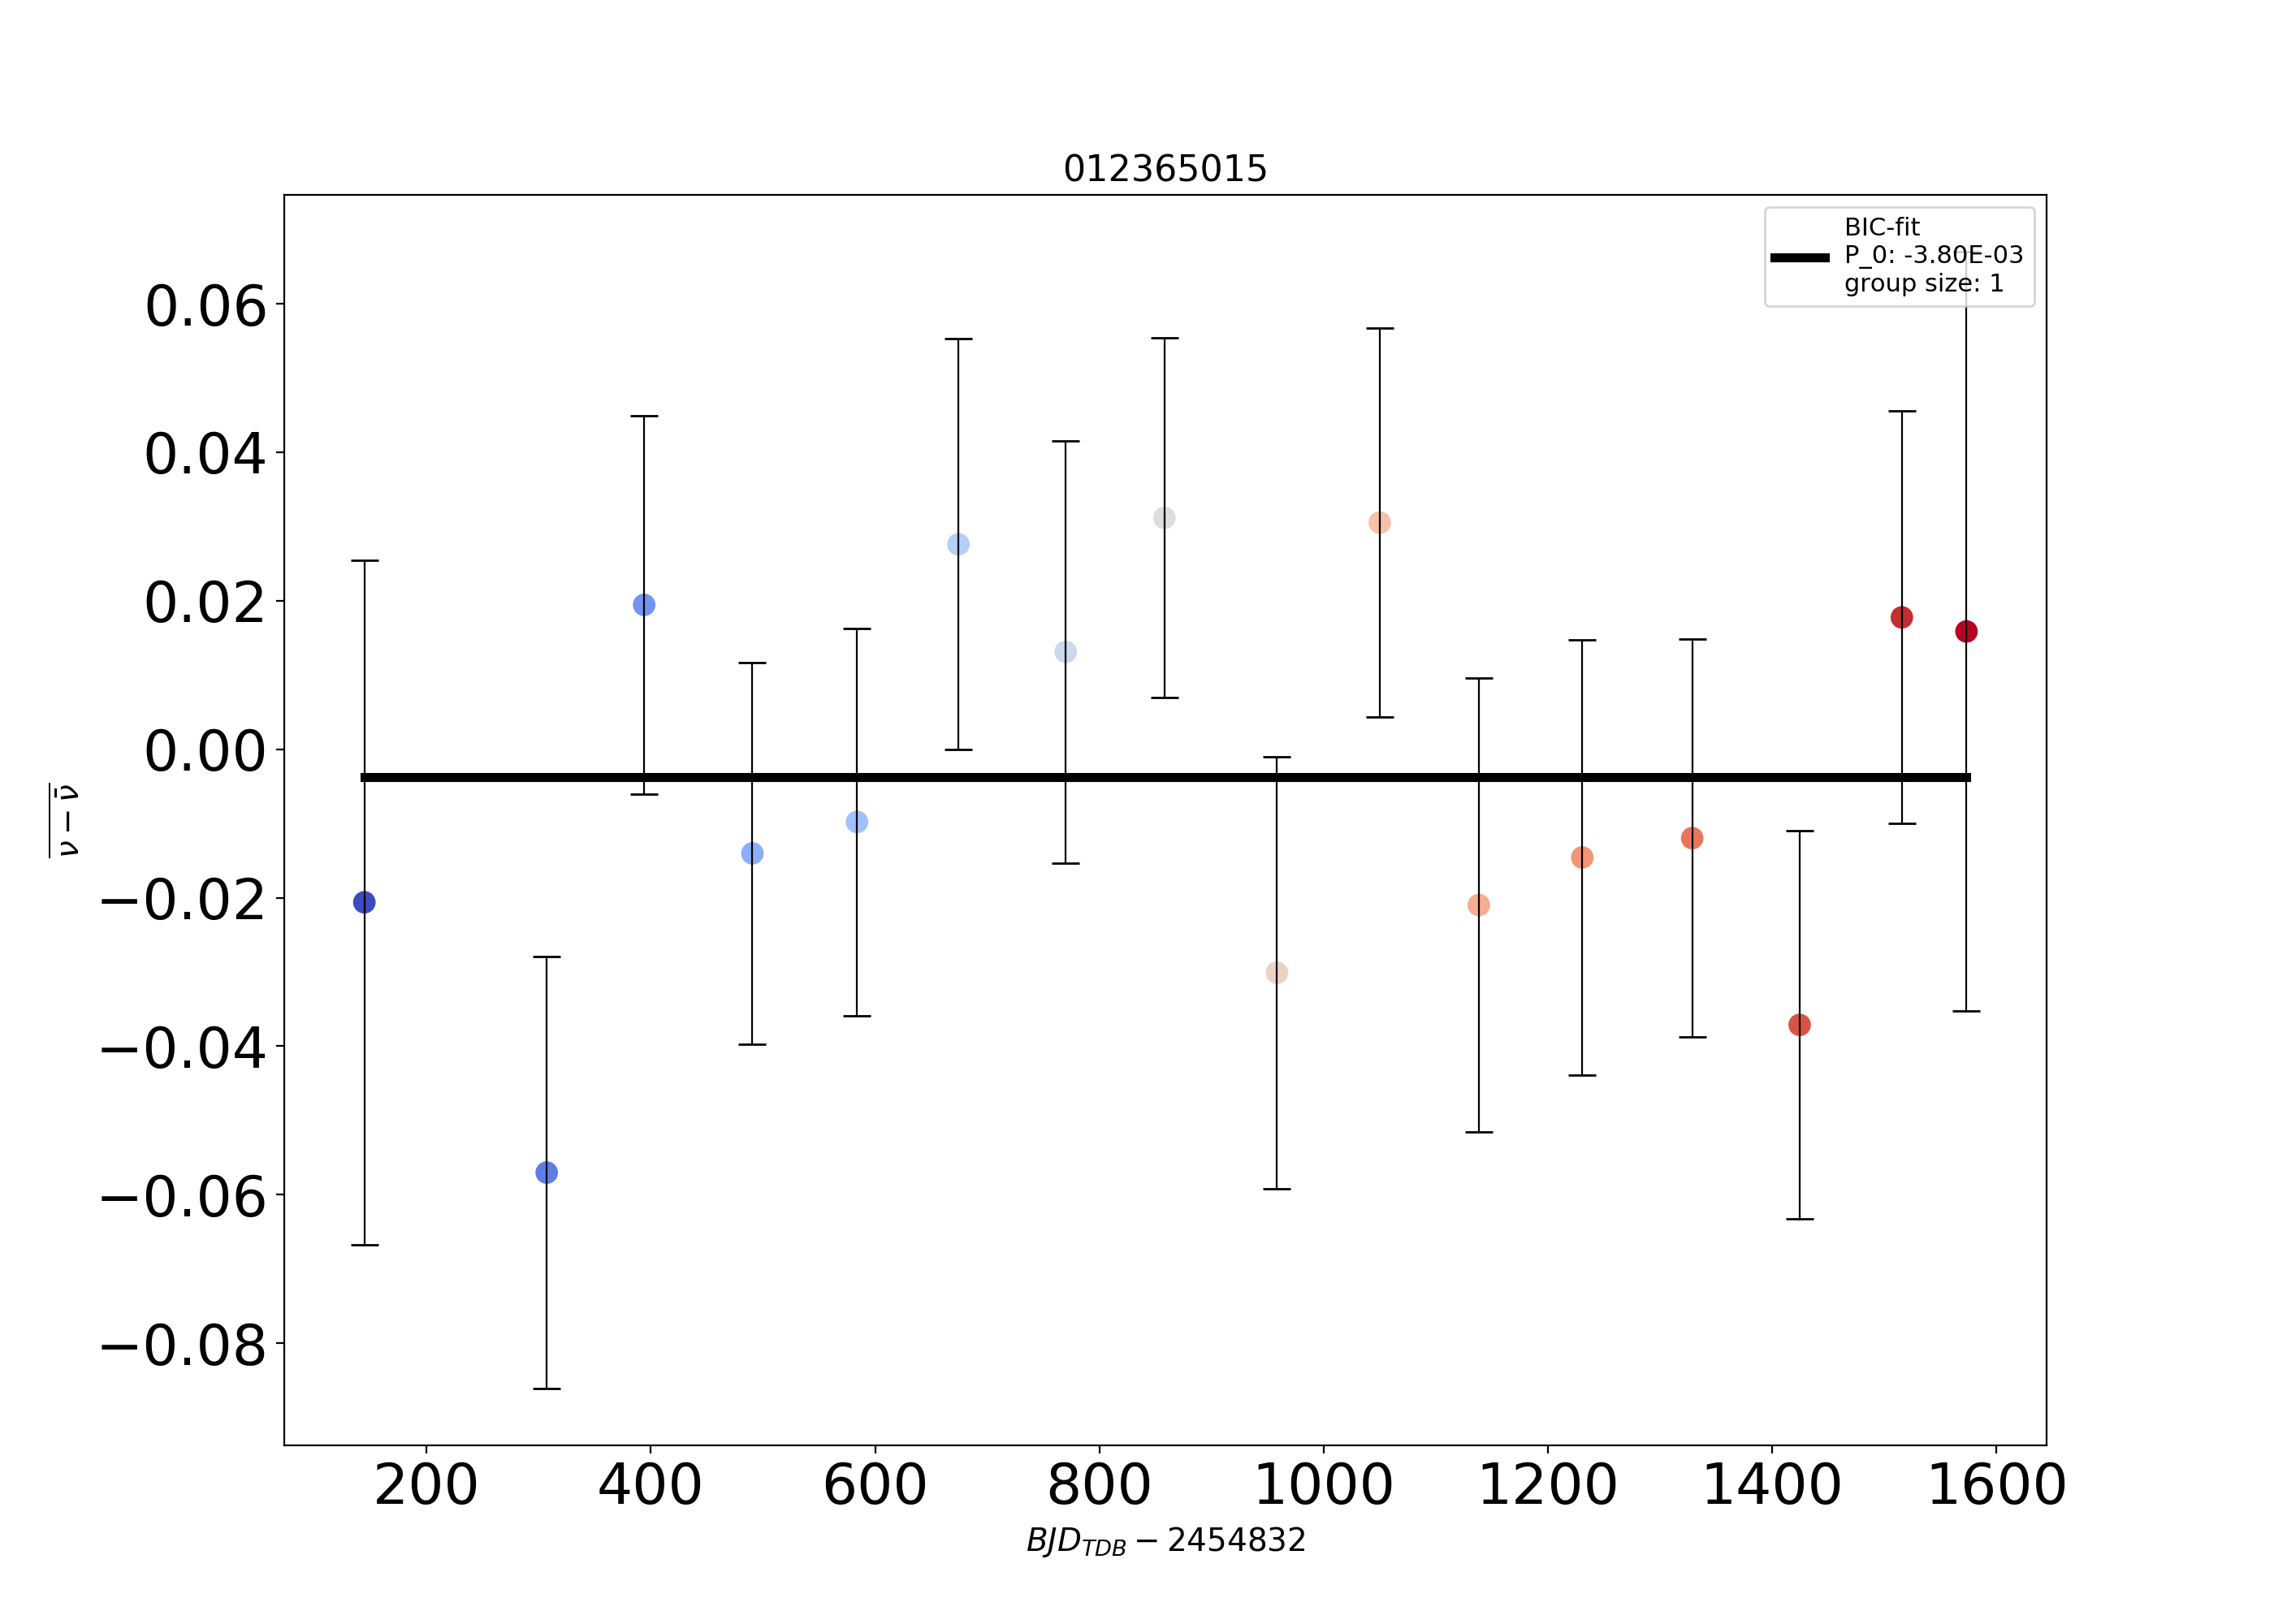 012365015
BIC-fit
P_0: -3.80E-03
group size: 1
0.06
0.04
0.02
0.00
−0.02
−0.04
−0.06
−0.08
ν − ν̄
200 400 600 800 1000 1200 1400 1600
BJD_TDB − 2454832